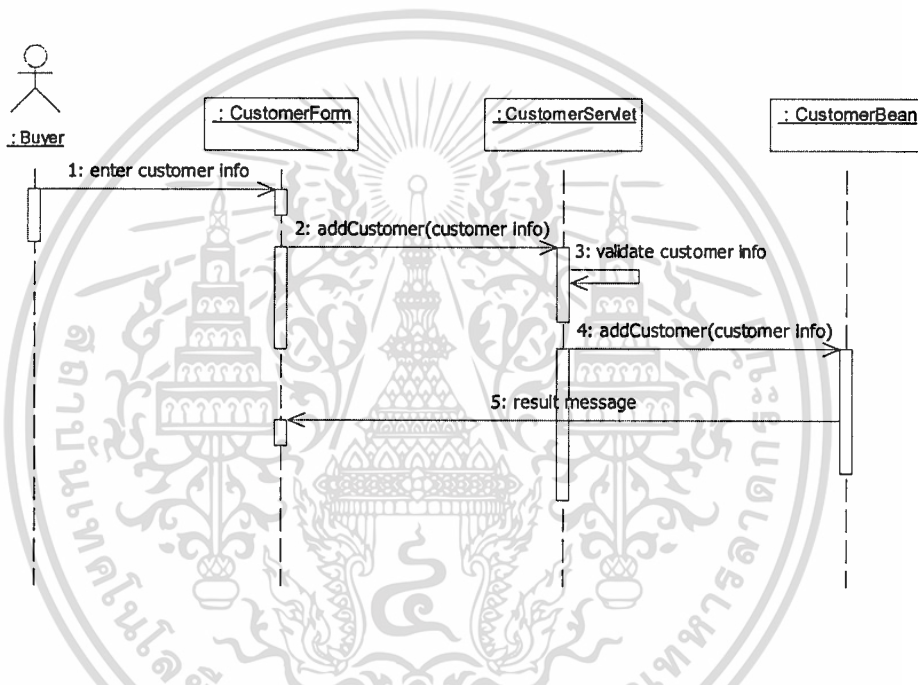 : CustomerForm
: CustomerServlet
: CustomerBean
: Buyer
1: enter customer info
2: addCustomer(customer info)
3: validate customer info
4: addCustomer(customer info)
5: result message